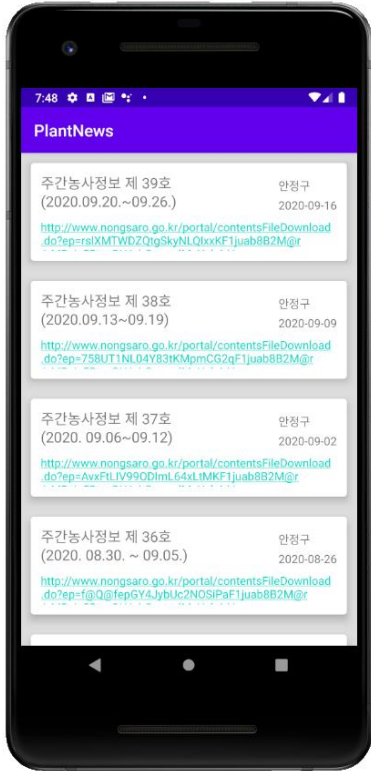 7:48
PlantNews
주간농사정보 제 39호
(2020.09.20.~09.26.)
안정구
2020-09-16
http://www.nongsaro.go.kr/portal/contentsFileDownload
.do?ep=rsIXMTWDZQtgSkyNLQIxxKF1juab8B2M@r
주간농사정보 제 38호
(2020.09.13~09.19)
안정구
2020-09-09
http://www.nongsaro.go.kr/portal/contentsFileDownload
.do?ep=758UT1NL04Y83tKMpmCG2qF1juab8B2M@r
주간농사정보 제 37호
(2020. 09.06~09.12)
안정구
2020-09-02
http://www.nongsaro.go.kr/portal/contentsFileDownload
.do?ep=AvxFtLIV99ODImL64xLtMKF1juab8B2M@r
주간농사정보 제 36호
(2020. 08.30. ~ 09.05.)
안정구
2020-08-26
http://www.nongsaro.go.kr/portal/contentsFileDownload
.do?ep=f@Q@fepGY4JybUc2NOSiPaF1juab8B2M@r